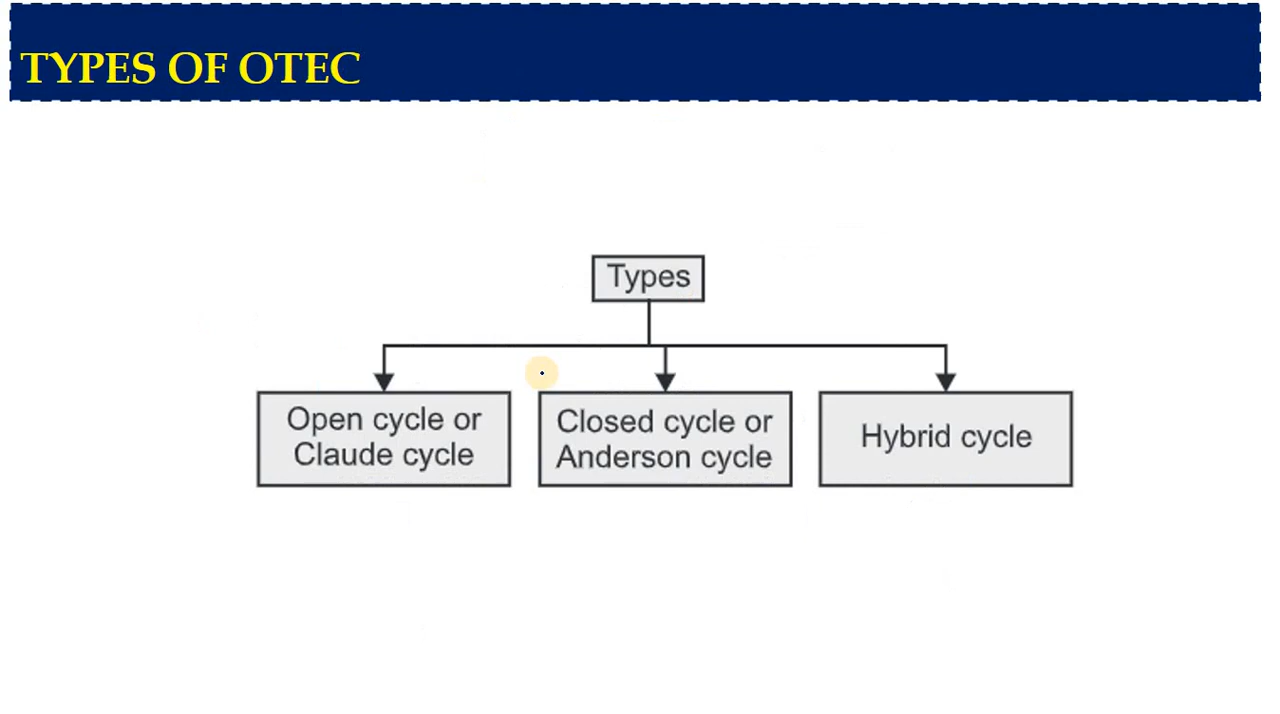 TYPES OF OTEC
Types
Open cycle or
Claude cycle
Closed cycle or
Anderson cycle
Hybrid cycle